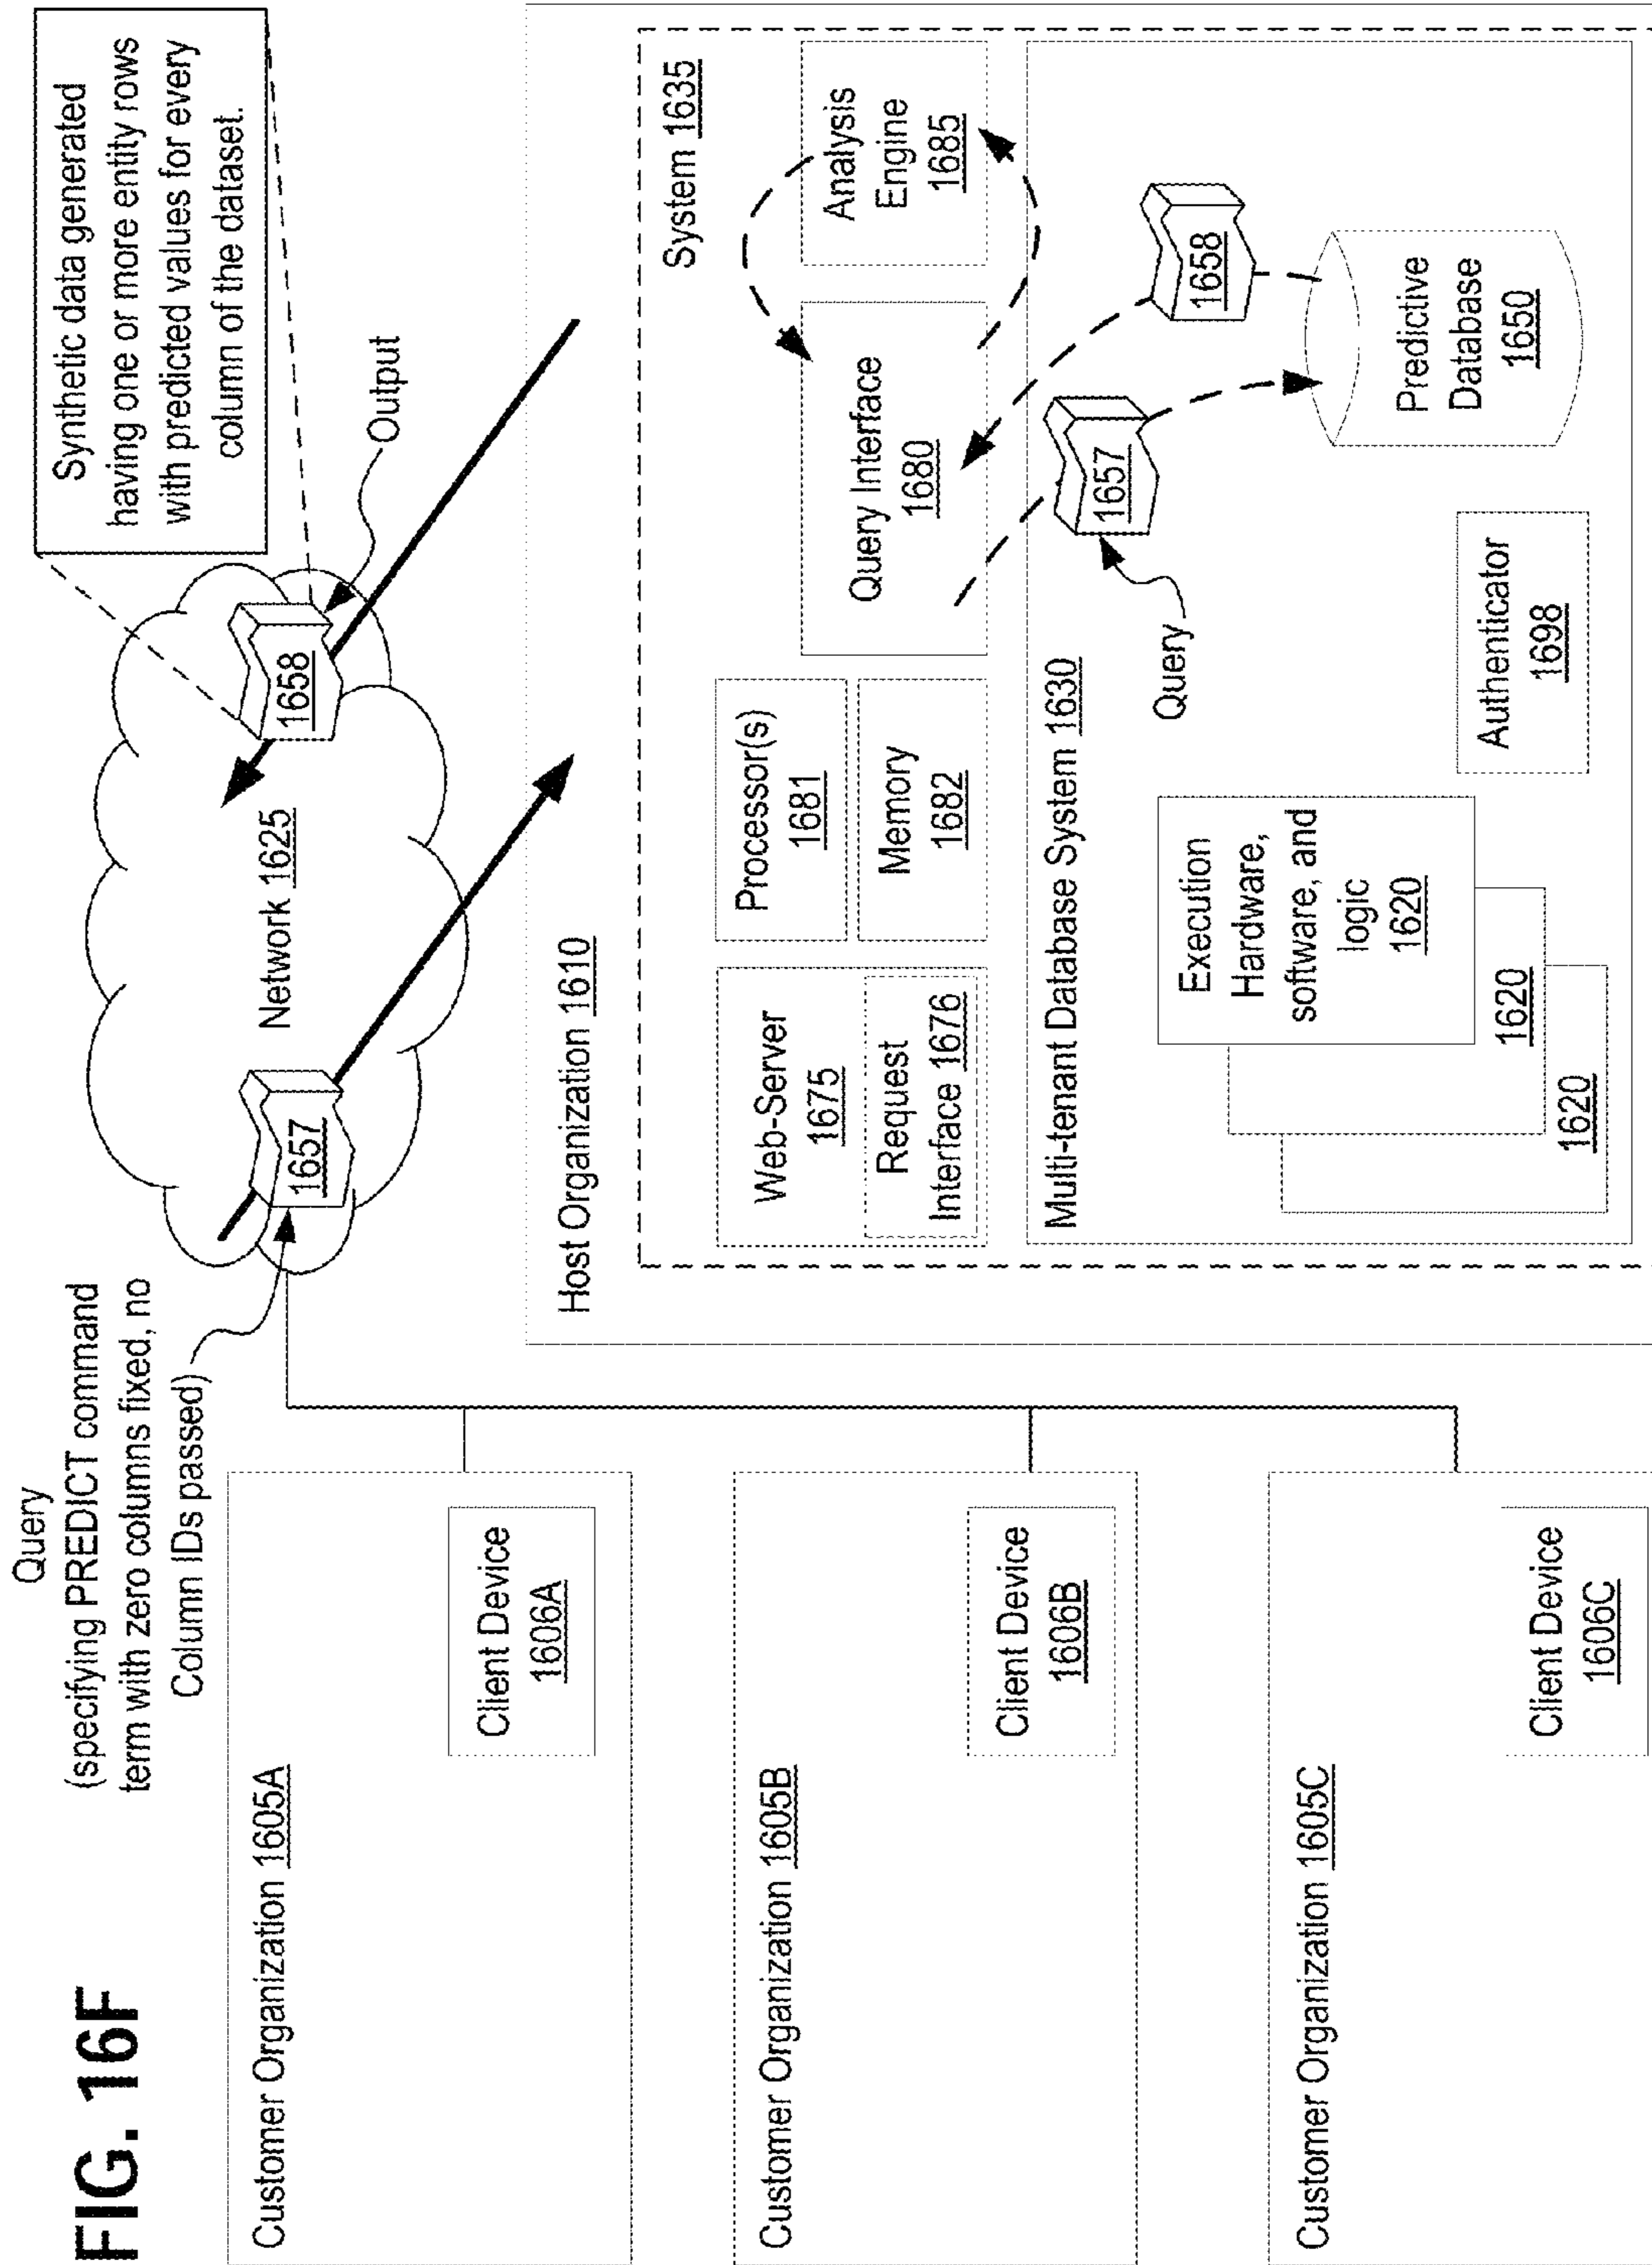 FIG. 16F
Query
(specifying PREDICT command
term with zero columns fixed, no
Column IDs passed)
Synthetic data generated
having one or more entity rows
with predicted values for every
column of the dataset.
1657
Network 1625
1658
Output
Customer Organization 1605A
Client Device
1606A
Customer Organization 1605B
Client Device
1606B
Customer Organization 1605C
Client Device
1606C
Host Organization 1610
System 1635
Web-Server
1675
Request
Interface 1676
Processor(s)
1681
Memory
1682
Query Interface
1680
Analysis
Engine
1685
Multi-tenant Database System 1630
Query
1657
1658
Execution
Hardware,
software, and
logic
1620
1620
1620
Authenticator
1698
Predictive
Database
1650